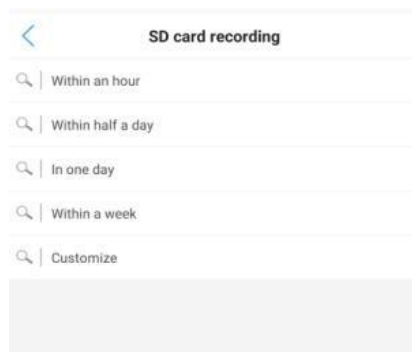 SD card recording
Within an hour
Within half a day
In one day
Within a week
Customize